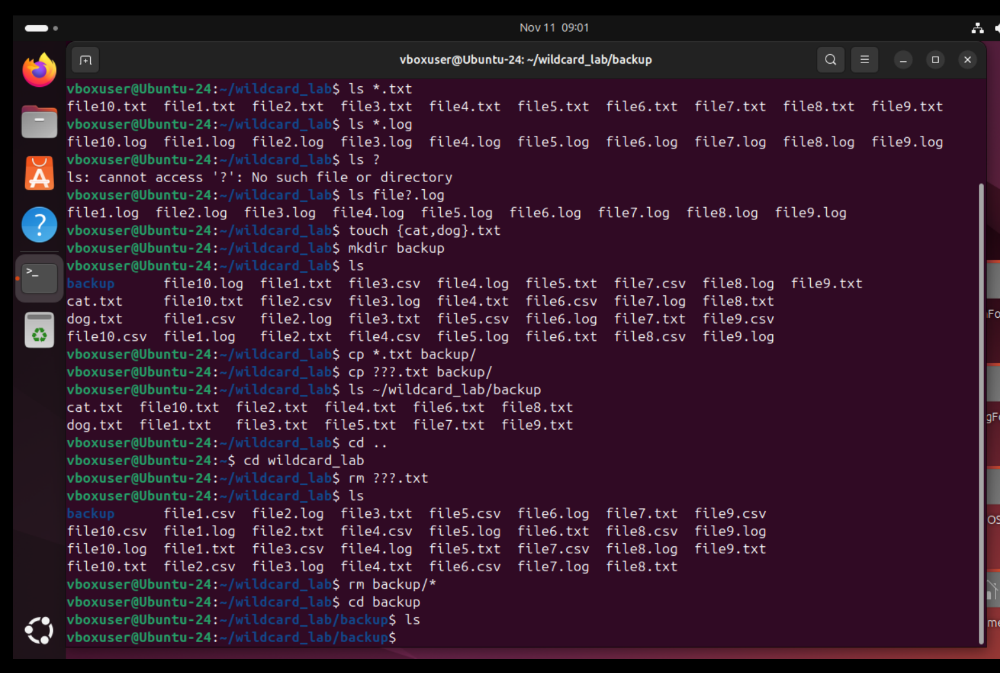 Nov 11 09:01
vboxuser@Ubuntu-24: ~/wildcard_lab/backup
vboxuser@Ubuntu-24:~/wildcard_lab$ ls *.txt
file10.txt file1.txt file2.txt file3.txt file4.txt file5.txt file6.txt file7.txt file8.txt file9.txt
vboxuser@Ubuntu-24:~/wildcard_lab$ ls *.log
file10.log file1.log file2.log file3.log file4.log file5.log file6.log file7.log file8.log file9.log
vboxuser@Ubuntu-24:~/wildcard_lab$ ls ?
ls: cannot access '?': No such file or directory
vboxuser@Ubuntu-24:~/wildcard_lab$ ls file?.log
file1.log file2.log file3.log file4.log file5.log file6.log file7.log file8.log file9.log
vboxuser@Ubuntu-24:~/wildcard_lab$ touch {cat,dog}.txt
vboxuser@Ubuntu-24:~/wildcard_lab$ mkdir backup
vboxuser@Ubuntu-24:~/wildcard_lab$ ls
backup file10.log file1.txt file3.csv file4.log file5.txt file7.csv file8.log file9.txt
cat.txt file10.txt file2.csv file3.log file4.txt file6.csv file7.log file8.txt
dog.txt file1.csv file2.log file3.txt file5.csv file6.log file7.txt file9.csv
file10.csv file1.log file2.txt file4.csv file5.log file6.txt file8.csv file9.log
vboxuser@Ubuntu-24:~/wildcard_lab$ cp *.txt backup/
vboxuser@Ubuntu-24:~/wildcard_lab$ cp ???.txt backup/
vboxuser@Ubuntu-24:~/wildcard_lab$ ls ~/wildcard_lab/backup
cat.txt file10.txt file2.txt file4.txt file6.txt file8.txt
dog.txt file1.txt file3.txt file5.txt file7.txt file9.txt
vboxuser@Ubuntu-24:~/wildcard_lab$ cd ..
vboxuser@Ubuntu-24:~$ cd wildcard_lab
vboxuser@Ubuntu-24:~/wildcard_lab$ rm ???.txt
vboxuser@Ubuntu-24:~/wildcard_lab$ ls
backup file1.csv file2.log file3.txt file5.csv file6.log file7.txt file9.csv
file10.csv file1.log file2.txt file4.csv file5.log file6.txt file8.csv file9.log
file10.log file1.txt file3.csv file4.log file5.txt file7.csv file8.log file9.txt
file10.txt file2.csv file3.log file4.txt file6.csv file7.log file8.txt
vboxuser@Ubuntu-24:~/wildcard_lab$ rm backup/*
vboxuser@Ubuntu-24:~/wildcard_lab$ cd backup
vboxuser@Ubuntu-24:~/wildcard_lab/backup$ ls
vboxuser@Ubuntu-24:~/wildcard_lab/backup$